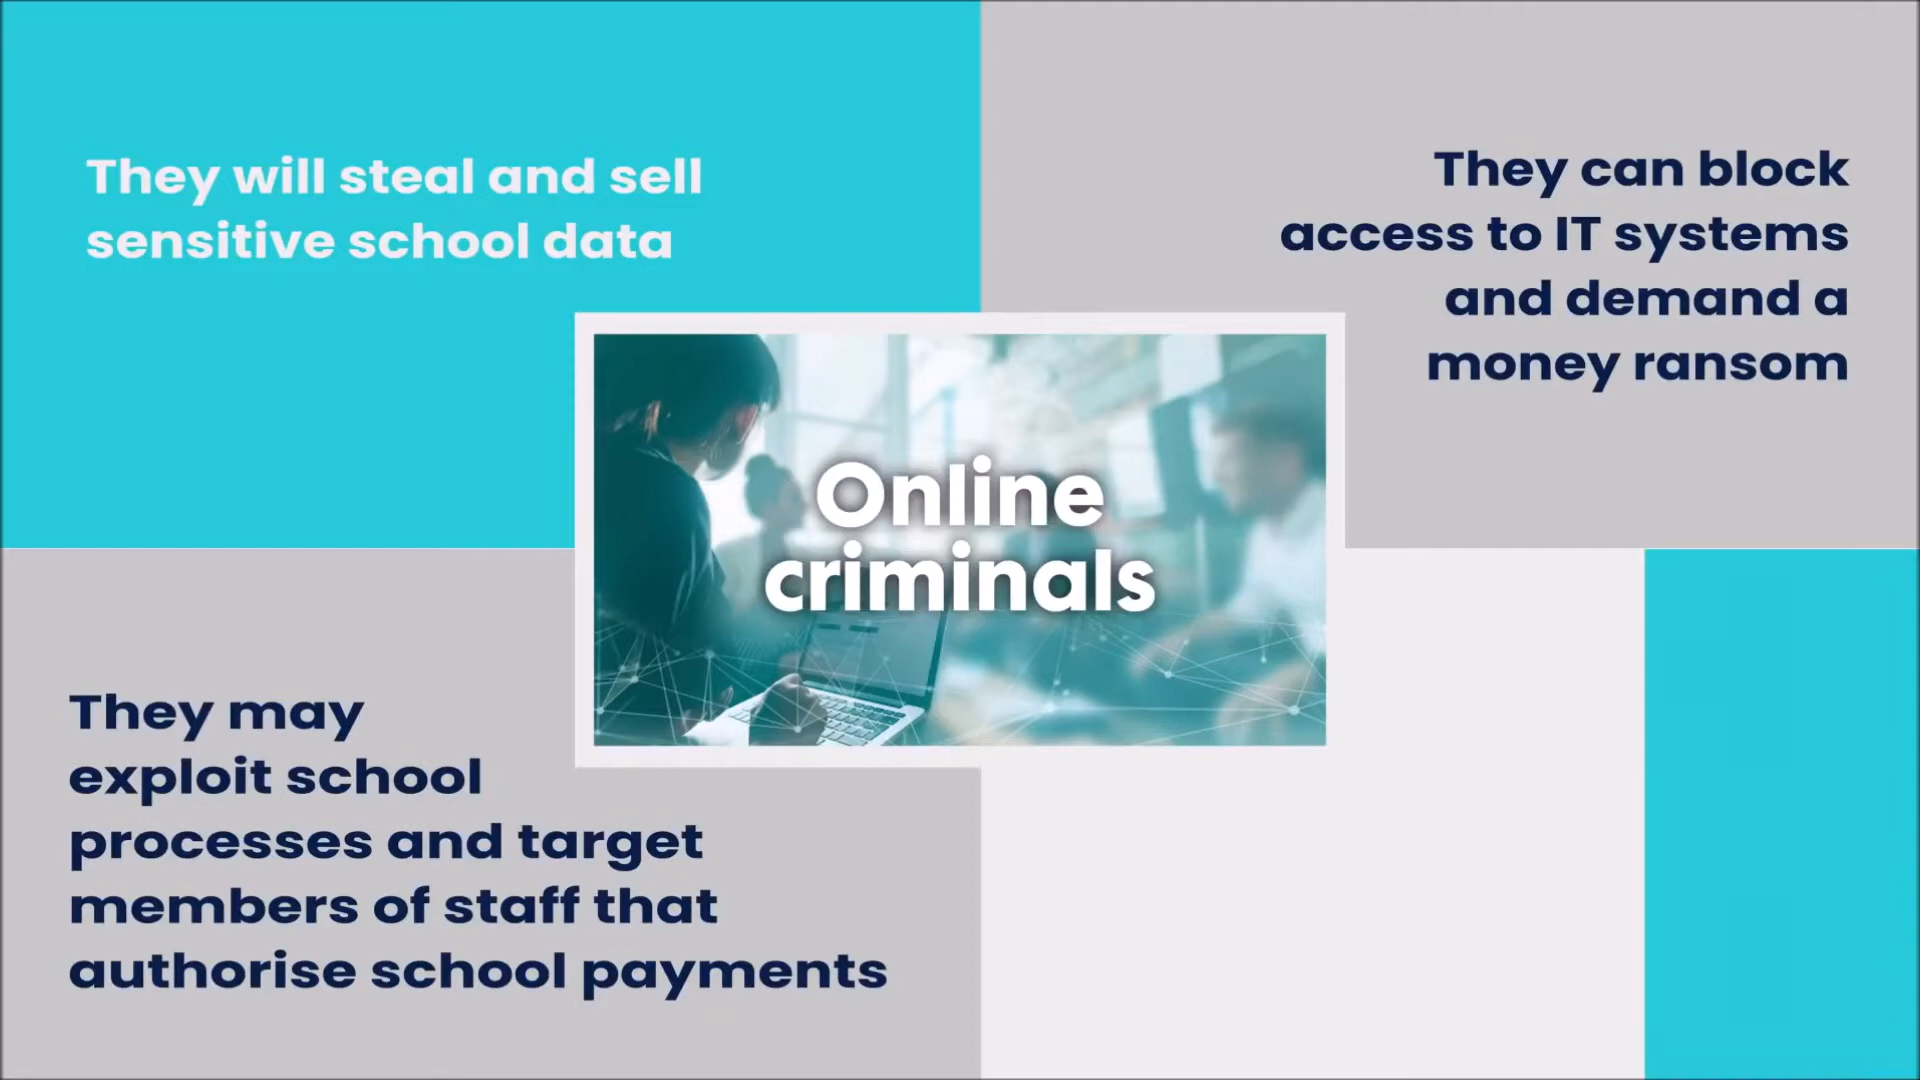 They will steal and sell
sensitive school data
They can block
access to IT systems
and demand a
money ransom
Online
criminals
They may
exploit school
processes and target
members of staff that
authorise school payments